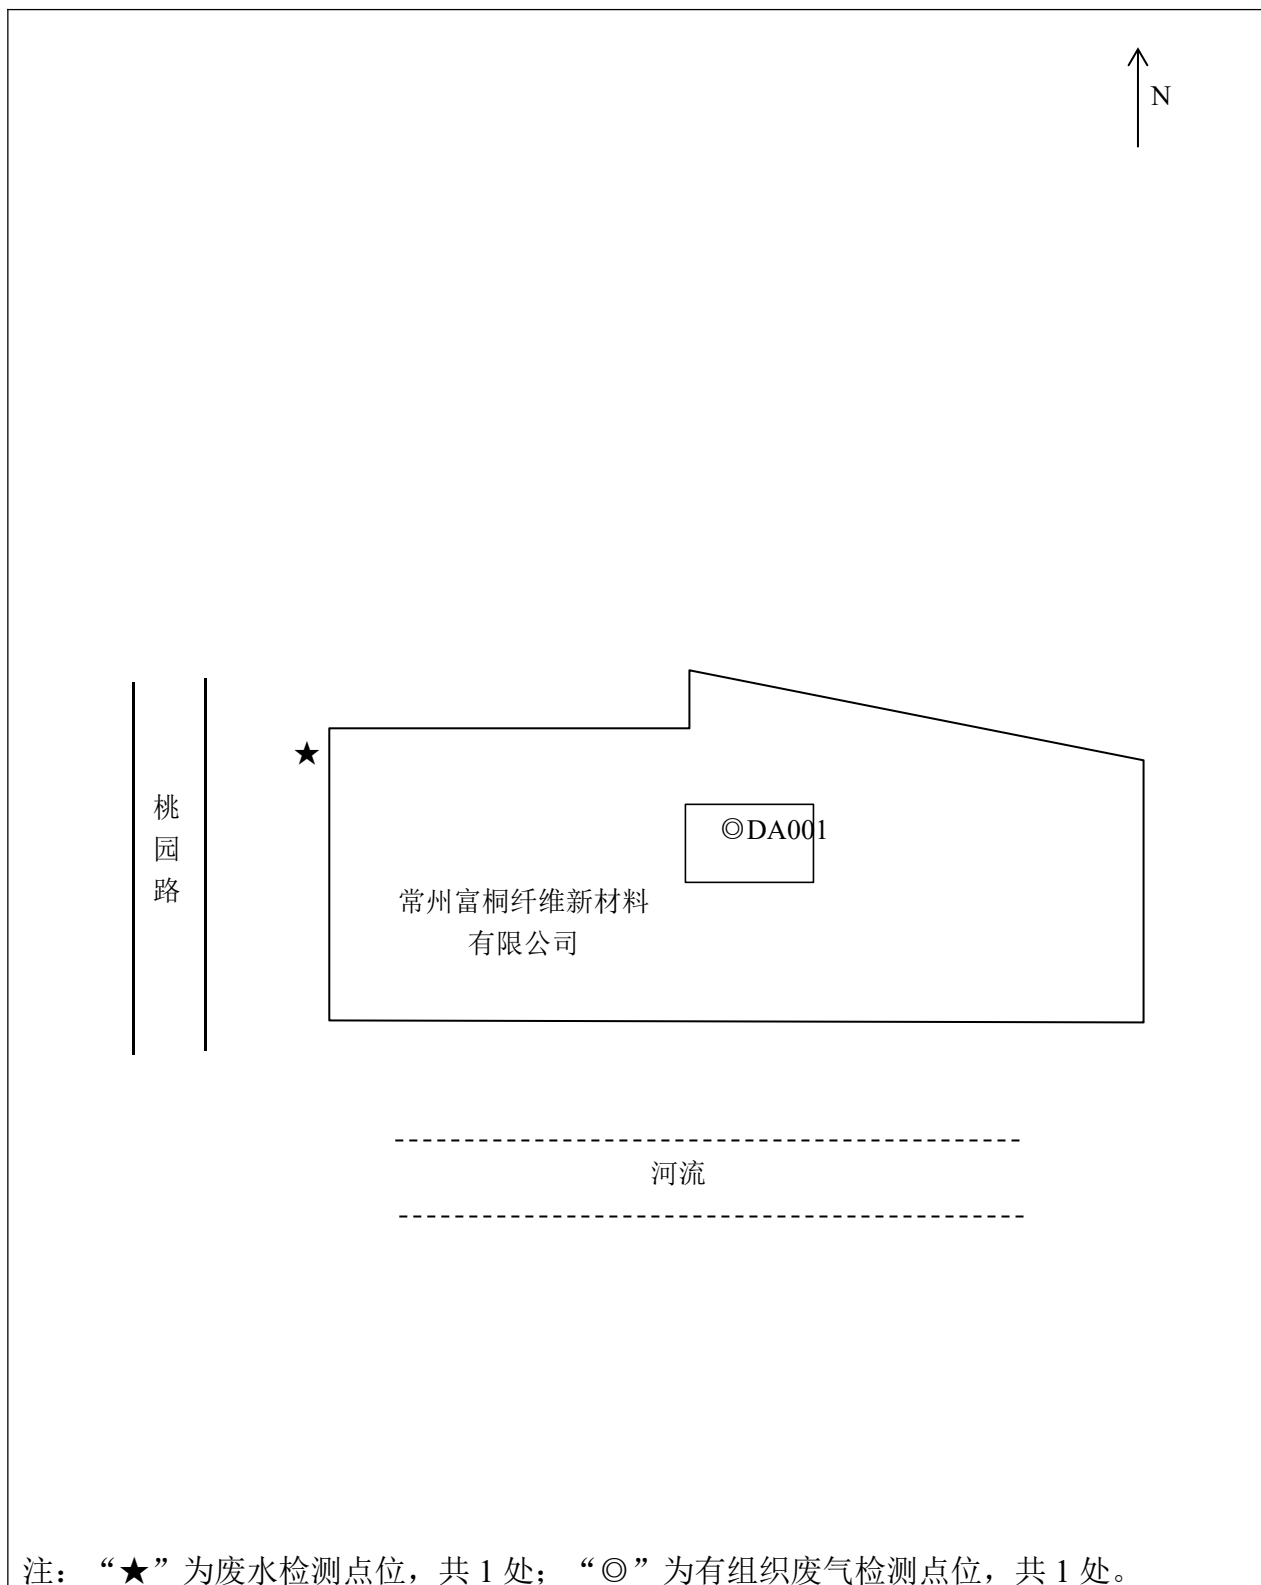 N
★
桃
园
路
◎DA001
常州富桐纤维新材料
有限公司
河流
注：“★”为废水检测点位，共 1 处；“◎”为有组织废气检测点位，共 1 处。